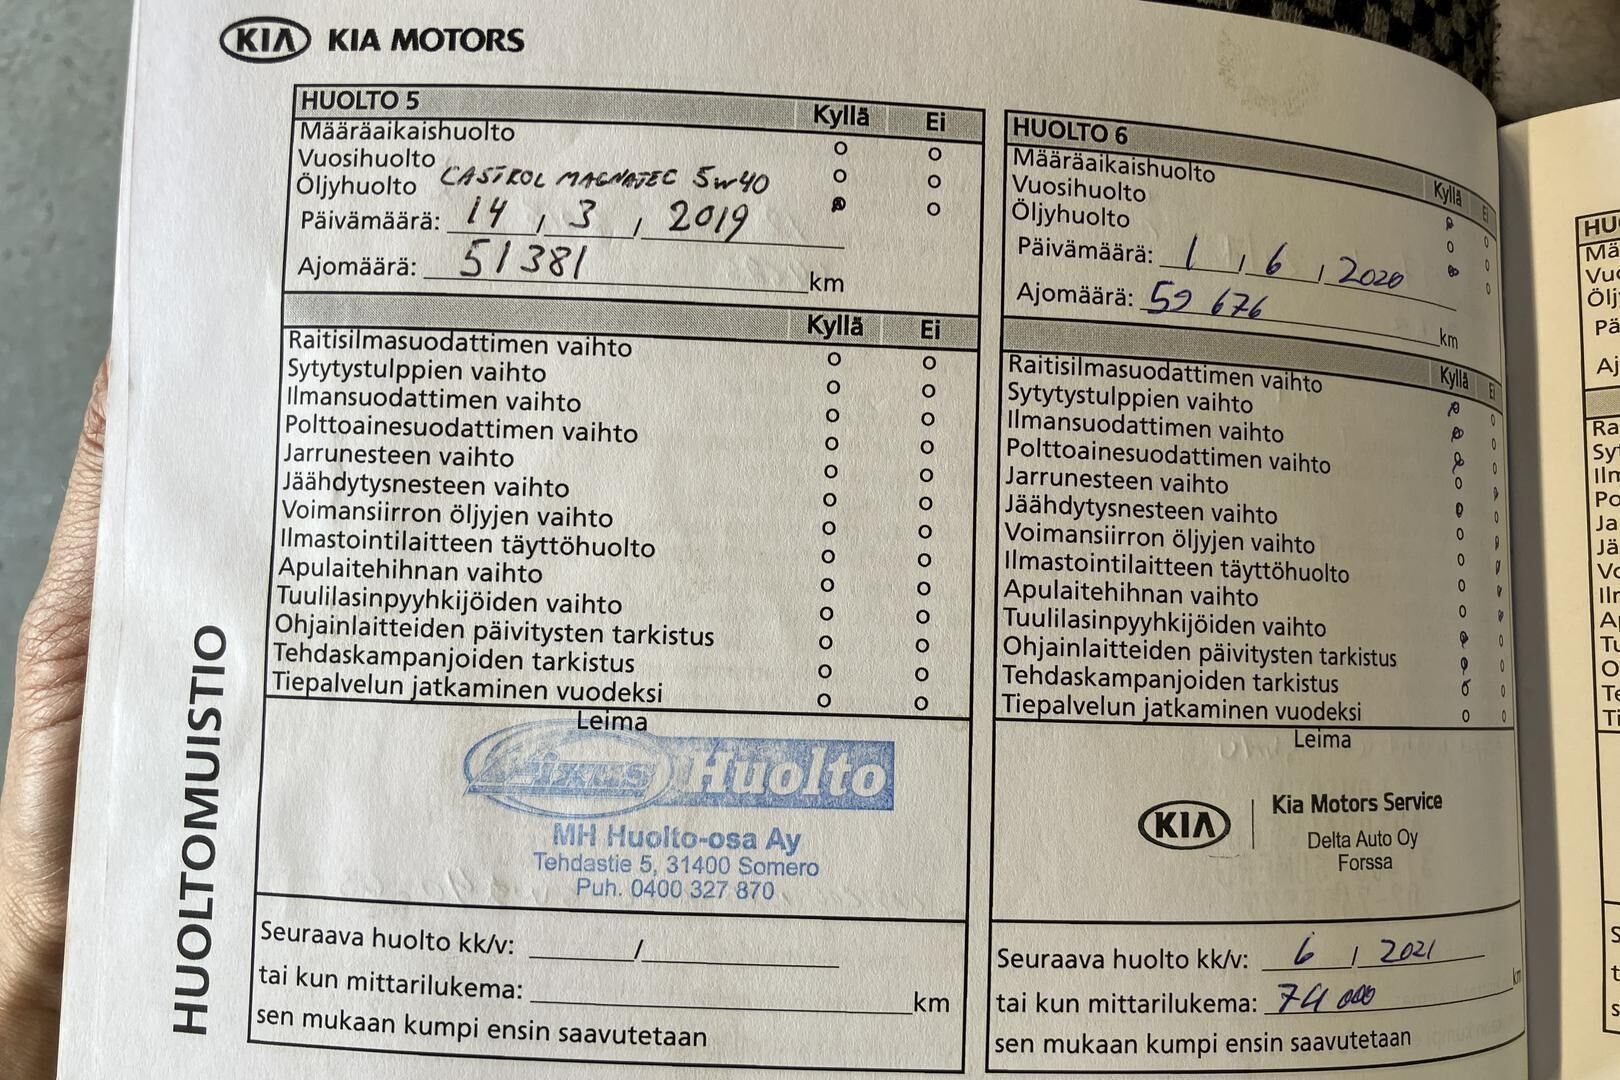 KIA KIA MOTORS
HUOLTO 5 Kyllä Ei
Määräaikaishuolto
Vuosihuolto
Öljyhuolto CASTROL MAGNATEC 5W40
Päivämäärä: 14 / 3 / 2019
Ajomäärä: 51381 km
Kyllä Ei
Raitisilmasuodattimen vaihto
Sytytystulppien vaihto
Ilmansuodattimen vaihto
Polttoainesuodattimen vaihto
Jarrunesteen vaihto
Jäähdytysnesteen vaihto
Voimansiirron öljyjen vaihto
Ilmastointilaitteen täyttöhuolto
Apulaitehihnan vaihto
Tuulilasinpyyhkijöiden vaihto
Ohjainlaitteiden päivitysten tarkistus
Tehdaskampanjoiden tarkistus
Tiepalvelun jatkaminen vuodeksi
Leima
Fixus Huolto
MH Huolto-osa Ay
Tehdastie 5, 31400 Somero
Puh. 0400 327 870
Seuraava huolto kk/v: /
tai kun mittarilukema: km
sen mukaan kumpi ensin saavutetaan
HUOLTO 6 Kyllä Ei
Määräaikaishuolto
Vuosihuolto
Öljyhuolto
Päivämäärä: 1 / 6 / 2020
Ajomäärä: 59 676 km
Kyllä Ei
Raitisilmasuodattimen vaihto
Sytytystulppien vaihto
Ilmansuodattimen vaihto
Polttoainesuodattimen vaihto
Jarrunesteen vaihto
Jäähdytysnesteen vaihto
Voimansiirron öljyjen vaihto
Ilmastointilaitteen täyttöhuolto
Apulaitehihnan vaihto
Tuulilasinpyyhkijöiden vaihto
Ohjainlaitteiden päivitysten tarkistus
Tehdaskampanjoiden tarkistus
Tiepalvelun jatkaminen vuodeksi
Leima
KIA Kia Motors Service
Delta Auto Oy
Forssa
Seuraava huolto kk/v: 6 / 2021
tai kun mittarilukema: 74 000 km
sen mukaan kumpi ensin saavutetaan
HUOLTOMUISTIO